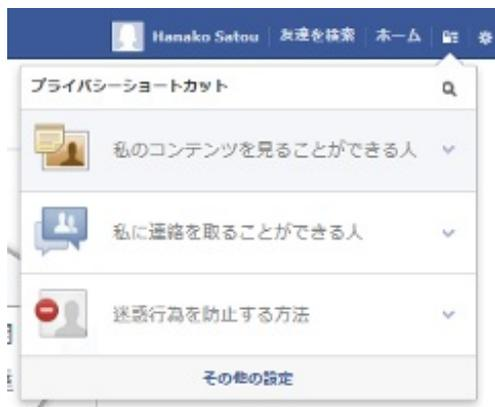 Hanako Satou 友達を検索 ホーム
プライバシーショートカット
私のコンテンツを見ることができる人
私に連絡を取ることができる人
迷惑行為を防止する方法
その他の設定